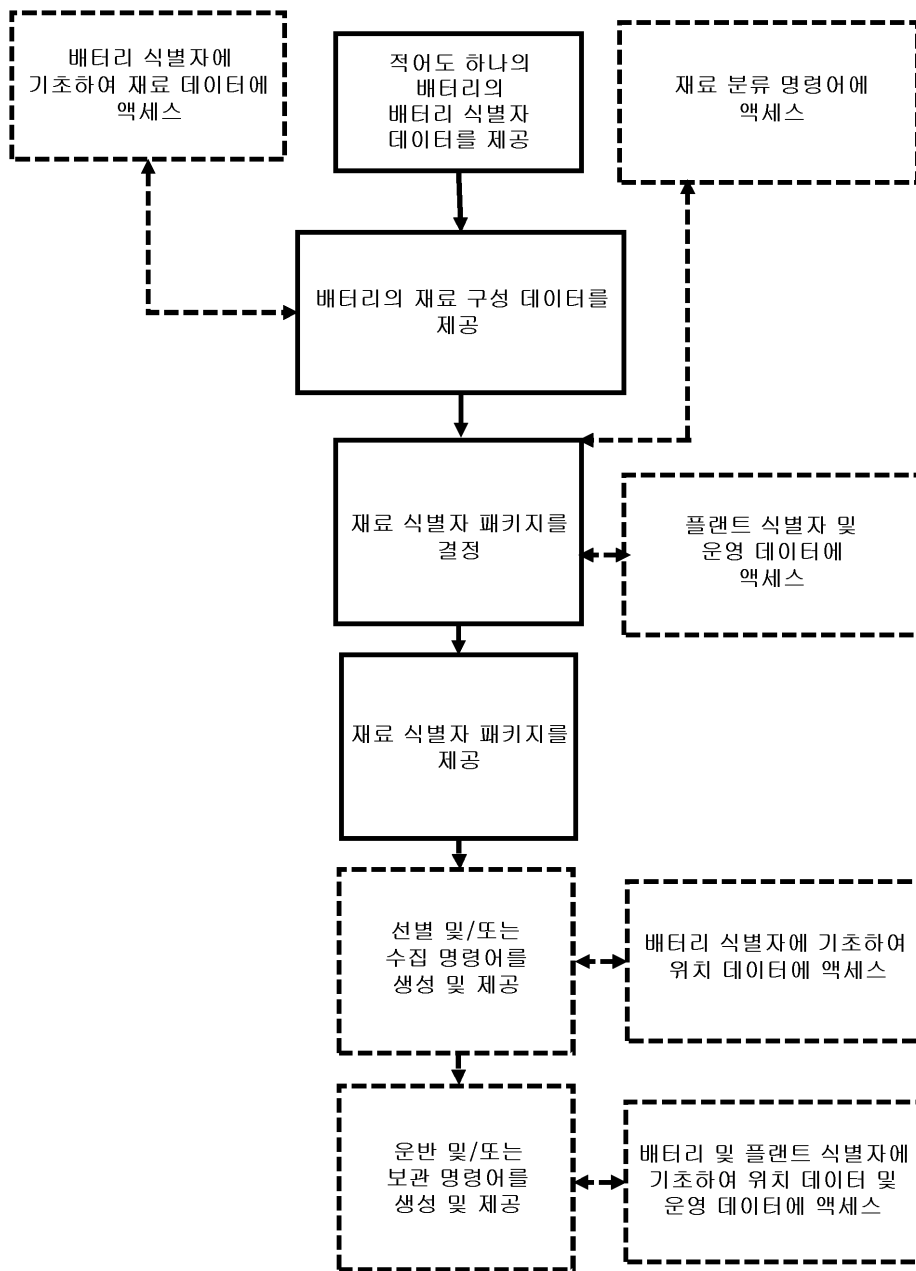 배터리 식별자에
기초하여 재료 데이터에
액세스
적어도 하나의
배터리의
배터리 식별자
데이터를 제공
재료 분류 명령어에
액세스
배터리의 재료 구성 데이터를
제공
재료 식별자 패키지를
결정
플랜트 식별자 및
운영 데이터에
액세스
재료 식별자 패키지를
제공
선별 및/또는
수집 명령어를
생성 및 제공
배터리 식별자에 기초하여
위치 데이터에 액세스
운반 및/또는
보관 명령어를
생성 및 제공
배터리 및 플랜트 식별자에
기초하여 위치 데이터 및
운영 데이터에 액세스